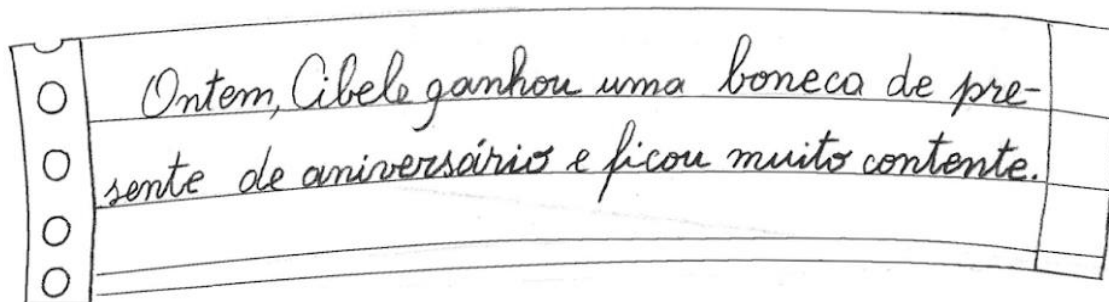 Ontem, Cibele ganhou uma boneca de pre-
sente de aniversário e ficou muito contente.